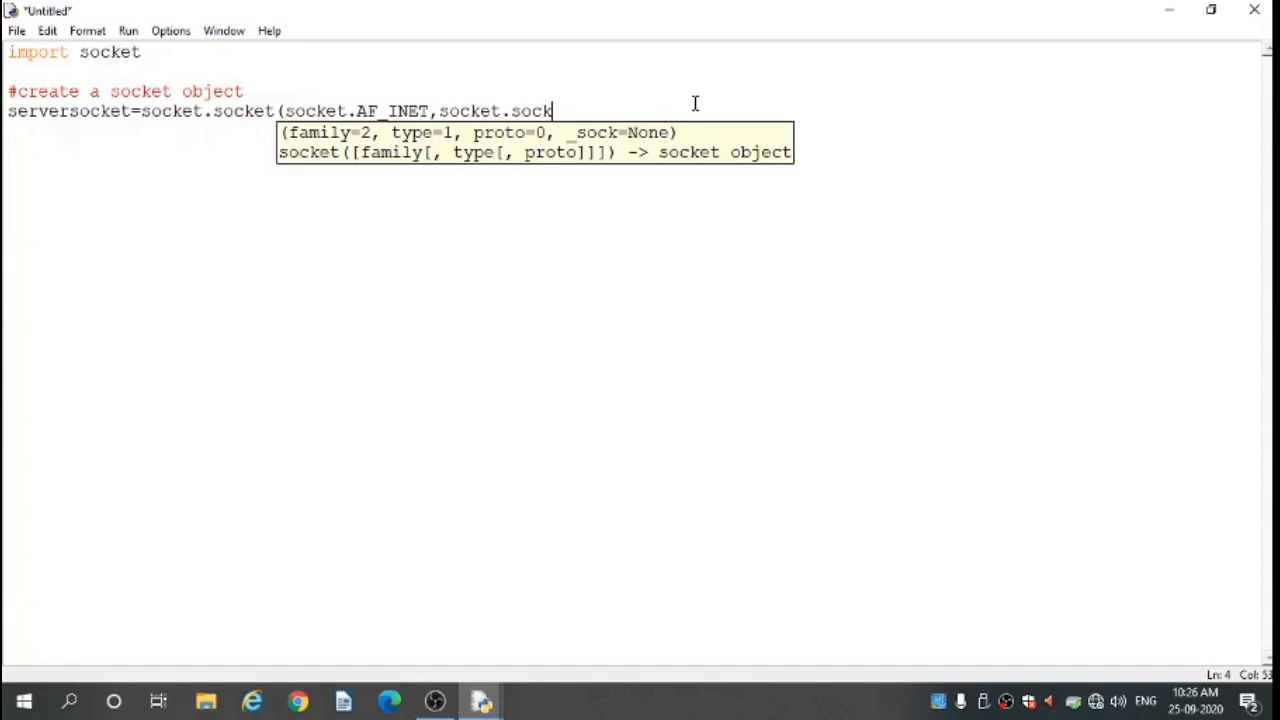 *Untitled*
File Edit Format Run Options Window Help
import socket
#create a socket object
serversocket=socket.socket(socket.AF_INET,socket.sock
(family=2, type=1, proto=0, _sock=None)
socket([family[, type[, proto]]]) -> socket object
Ln: 4 Col: 53
ENG
10:26 AM
25-09-2020
2